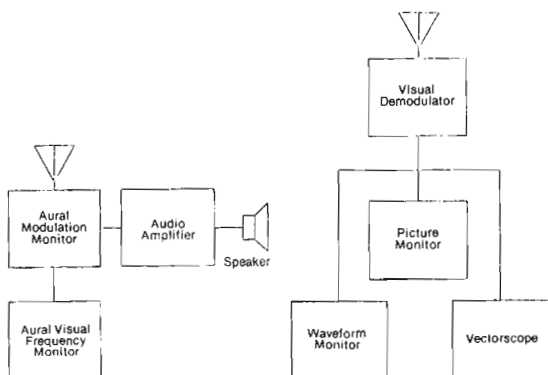 Visual
Demodulator
Aural
Modulation
Monitor
Audio
Amplifier
Speaker
Picture
Monitor
Aural Visual
Frequency
Monitor
Waveform
Monitor
Vectorscope